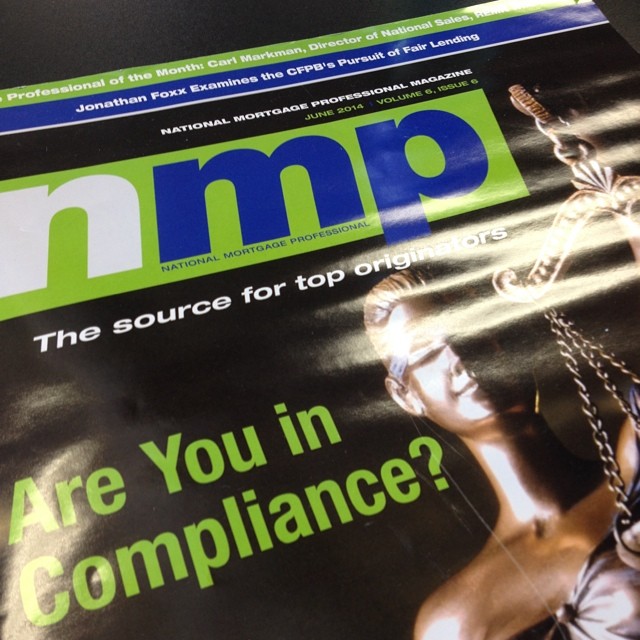 Professional of the Month: Carl Markman, Director of National Sales,
Jonathan Foxx Examines the CFPB's Pursuit of Fair Lending
NATIONAL MORTGAGE PROFESSIONAL MAGAZINE
JUNE 2014 VOLUME 6, ISSUE 6
nmp
NATIONAL MORTGAGE PROFESSIONAL
The source for top originators
Are You in
Compliance?